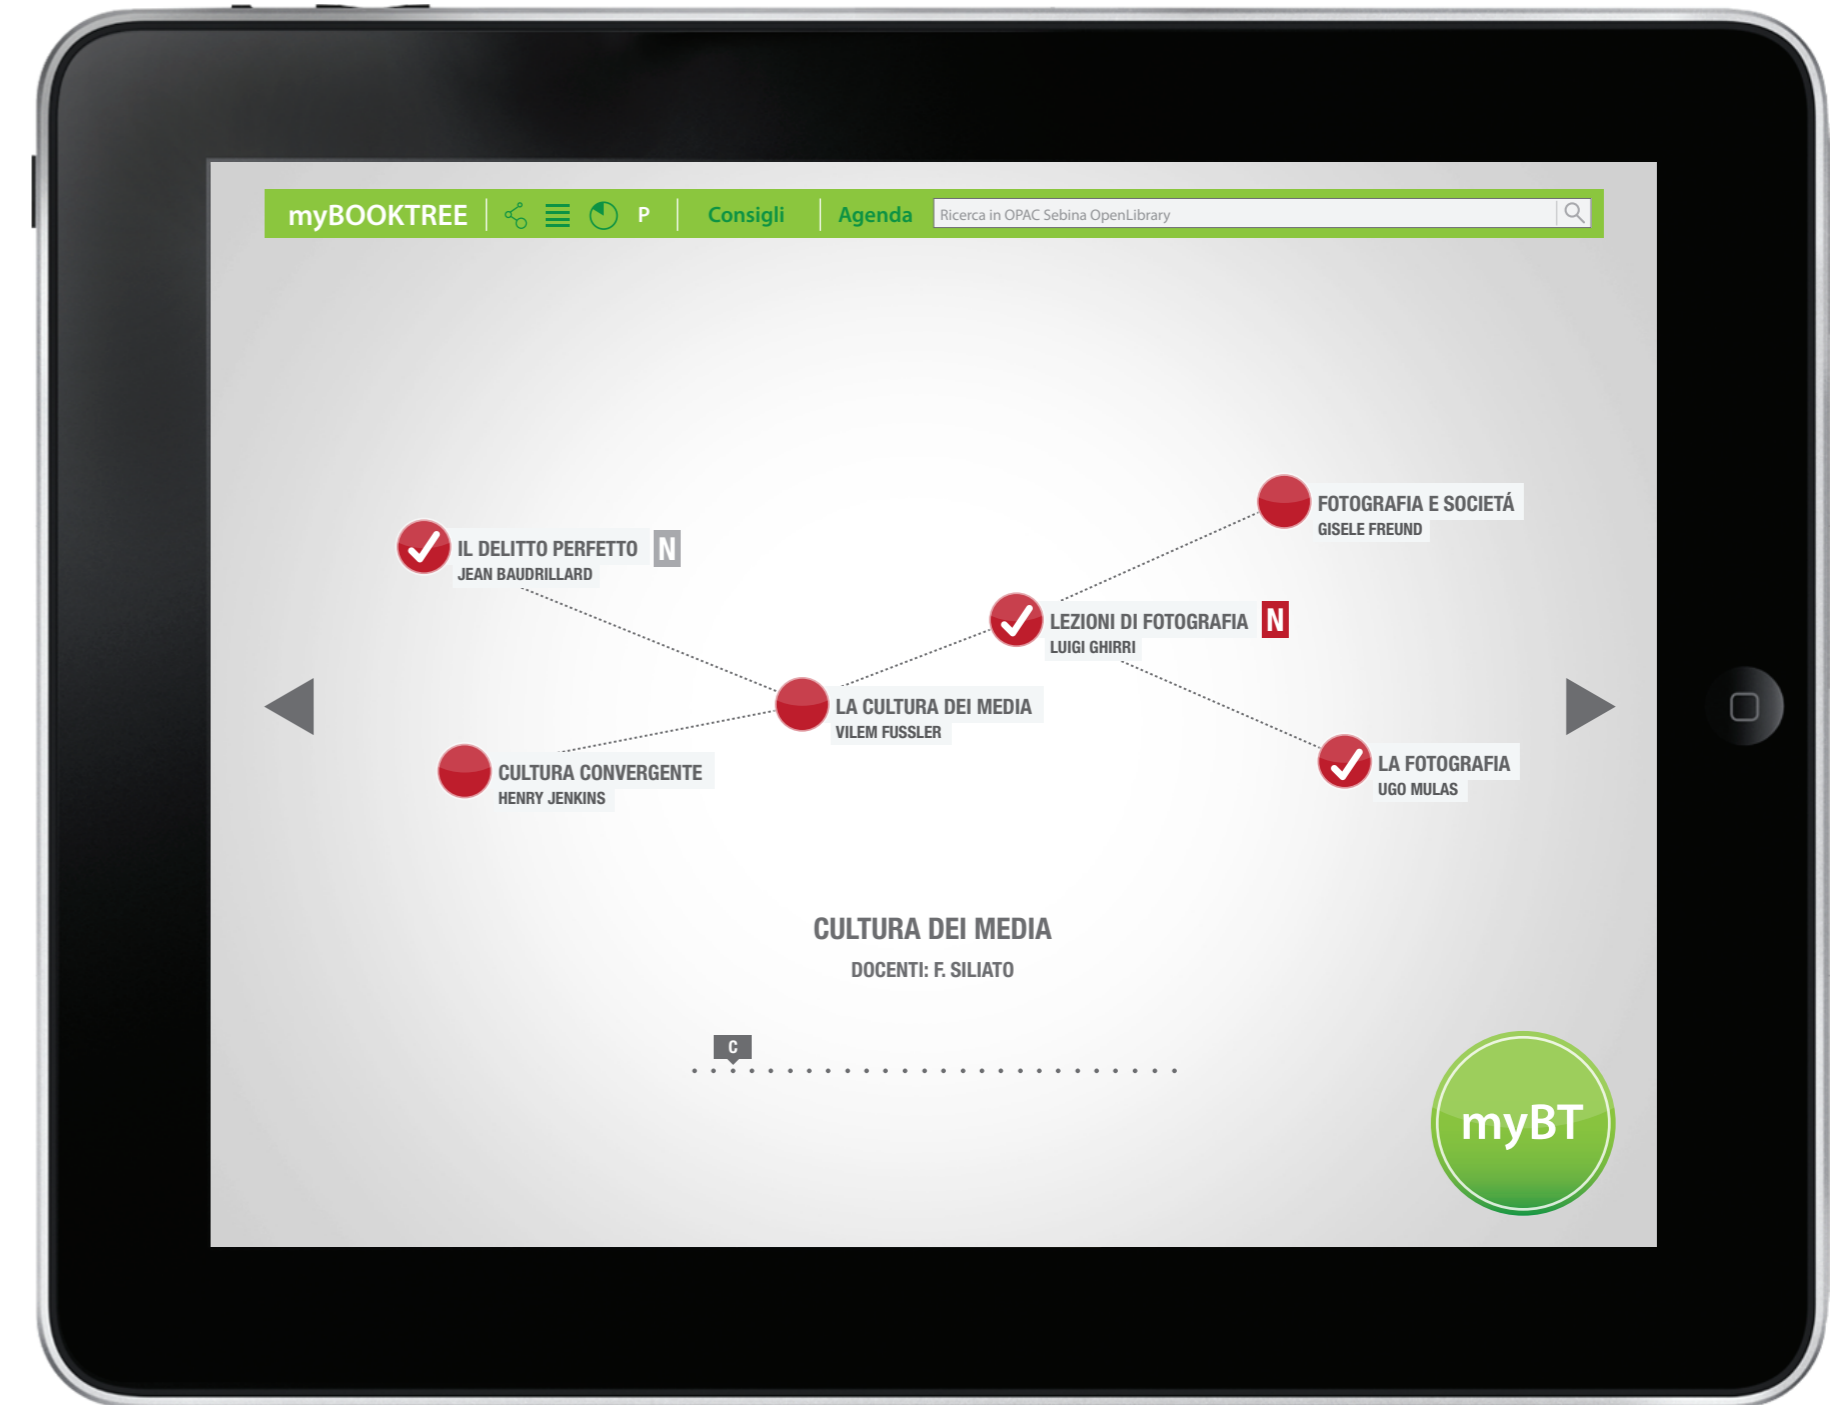 myBOOKTREE P Consigli Agenda Ricerca in OPAC Sebina OpenLibrary
FOTOGRAFIA E SOCIETÁ
GISELE FREUND
IL DELITTO PERFETTO N
JEAN BAUDRILLARD
LEZIONI DI FOTOGRAFIA N
LUIGI GHIRRI
LA CULTURA DEI MEDIA
VILEM FUSSLER
LA FOTOGRAFIA
UGO MULAS
CULTURA CONVERGENTE
HENRY JENKINS
CULTURA DEI MEDIA
DOCENTI: F. SILIATO
C
myBT